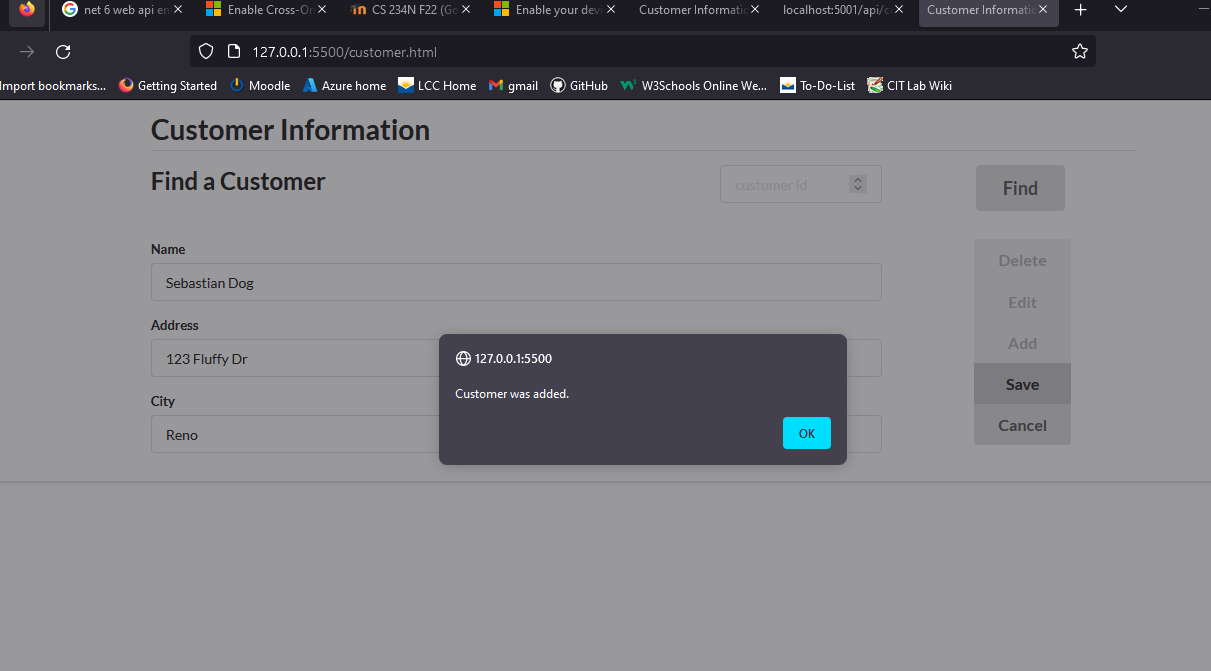 net 6 web api en
Enable Cross-Or
CS 234N F22 (Go
Enable your devi
Customer Informatic
localhost:5001/api/c
Customer Informatic
127.0.0.1:5500/customer.html
Import bookmarks...
Getting Started
Moodle
Azure home
LCC Home
gmail
GitHub
W3Schools Online We...
To-Do-List
CIT Lab Wiki
Customer Information
Find a Customer
customer id
Find
Name
Sebastian Dog
Delete
Edit
Address
123 Fluffy Dr
Add
Save
City
Reno
Cancel
127.0.0.1:5500
Customer was added.
OK